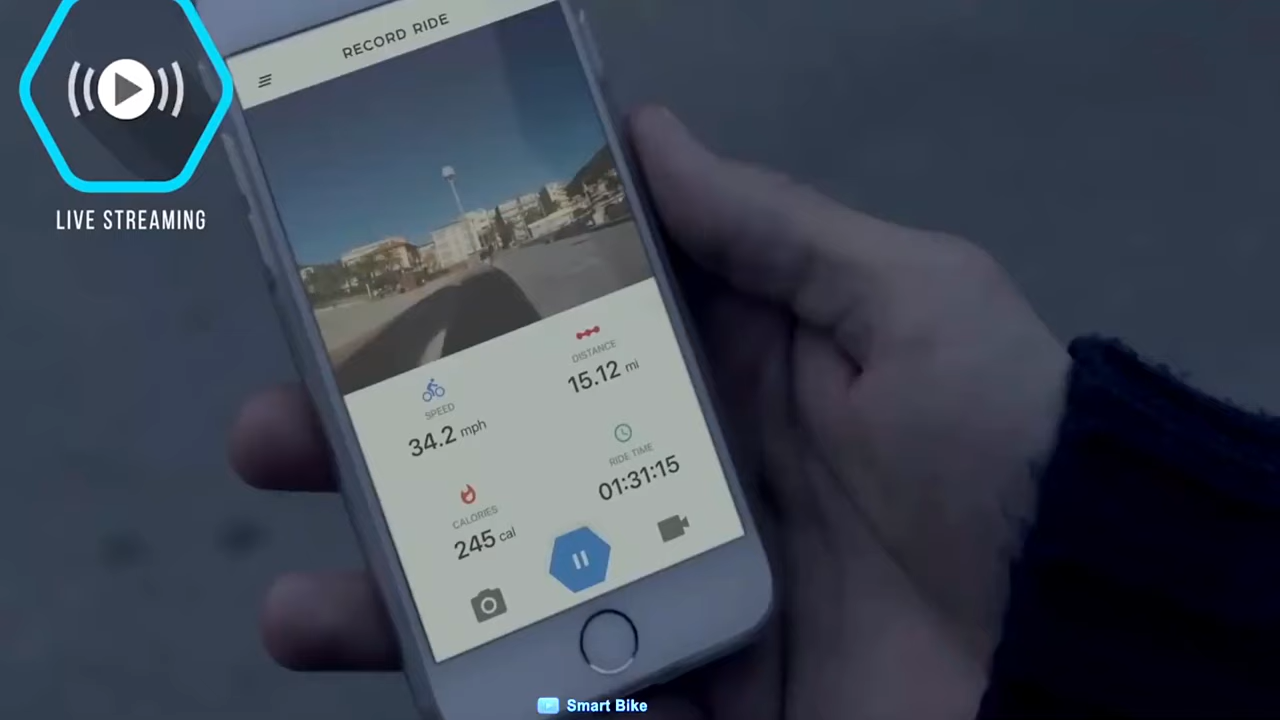 RECORD RIDE
LIVE STREAMING
DISTANCE
15.12 mi
SPEED
34.2 mph
RIDE TIME
01:31:15
CALORIES
245 cal
Smart Bike